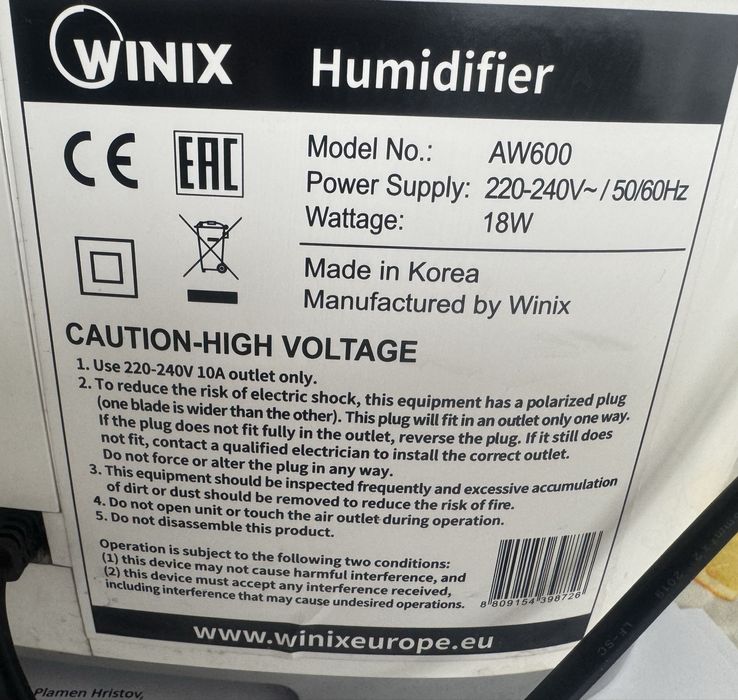 WINIX Humidifier
CE EAC
Model No.: AW600
Power Supply: 220-240V~ / 50/60Hz
Wattage: 18W
Made in Korea
Manufactured by Winix
CAUTION-HIGH VOLTAGE
1. Use 220-240V 10A outlet only.
2. To reduce the risk of electric shock, this equipment has a polarized plug
(one blade is wider than the other). This plug will fit in an outlet only one way.
If the plug does not fit fully in the outlet, reverse the plug. If it still does
not fit, contact a qualified electrician to install the correct outlet.
Do not force or alter the plug in any way.
3. This equipment should be inspected frequently and excessive accumulation
of dirt or dust should be removed to reduce the risk of fire.
4. Do not open unit or touch the air outlet during operation.
5. Do not disassemble this product.
Operation is subject to the following two conditions:
(1) this device may not cause harmful interference, and
(2) this device must accept any interference received,
including interference that may cause undesired operations.
8 809154 398726
www.winixeurope.eu
Plamen Hristov,
2019
LF-SC